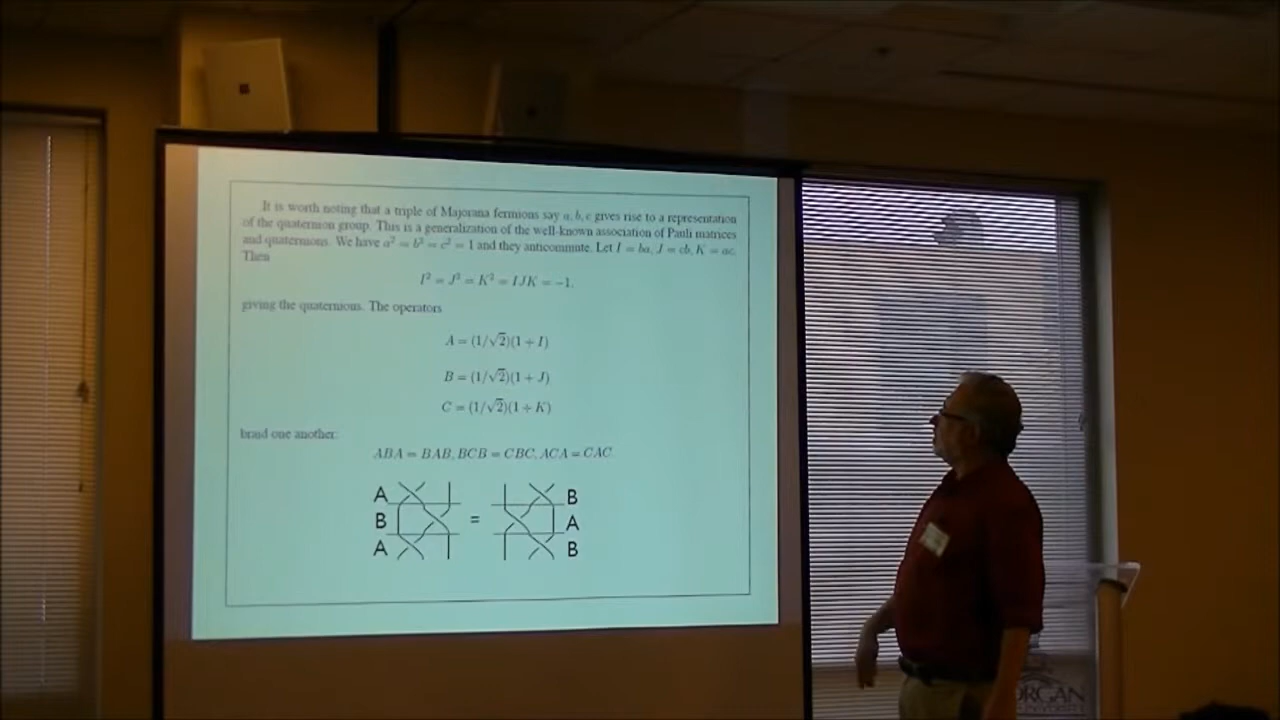 It is worth noting that a triple of Majorana fermions say a, b, c gives rise to a representation
of the quaternion group. This is a generalization of the well-known association of Pauli matrices
and quaternions. We have a² = b² = c² = 1 and they anticommute. Let I = ba, J = cb, K = ac.
Then
I² = J² = K² = IJK = −1,
giving the quaternions. The operators
A = (1/√2)(1 + I)
B = (1/√2)(1 + J)
C = (1/√2)(1 + K)
braid one another:
ABA = BAB, BCB = CBC, ACA = CAC.
A B
B = A
A B